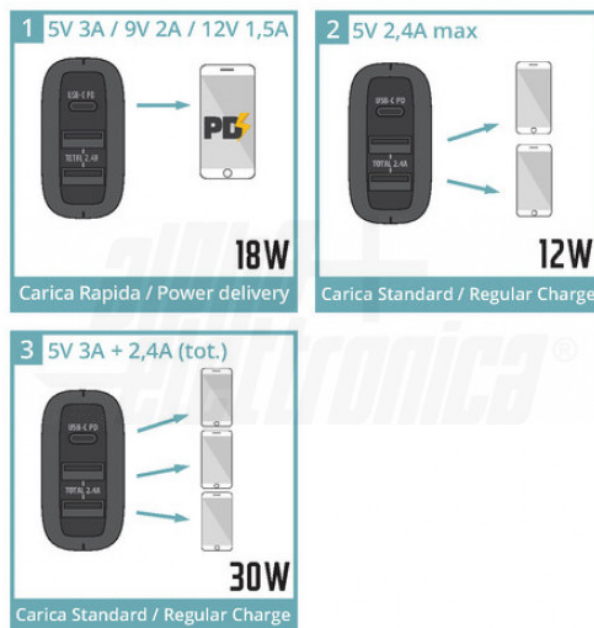 1 5V 3A / 9V 2A / 12V 1,5A
USB-C PD
TOTAL 2.4A
PD
18W
Carica Rapida / Power delivery
2 5V 2,4A max
USB-C PD
TOTAL 2.4A
12W
Carica Standard / Regular Charge
3 5V 3A + 2,4A (tot.)
USB-C PD
TOTAL 2.4A
30W
Carica Standard / Regular Charge
alpha elettronica ®